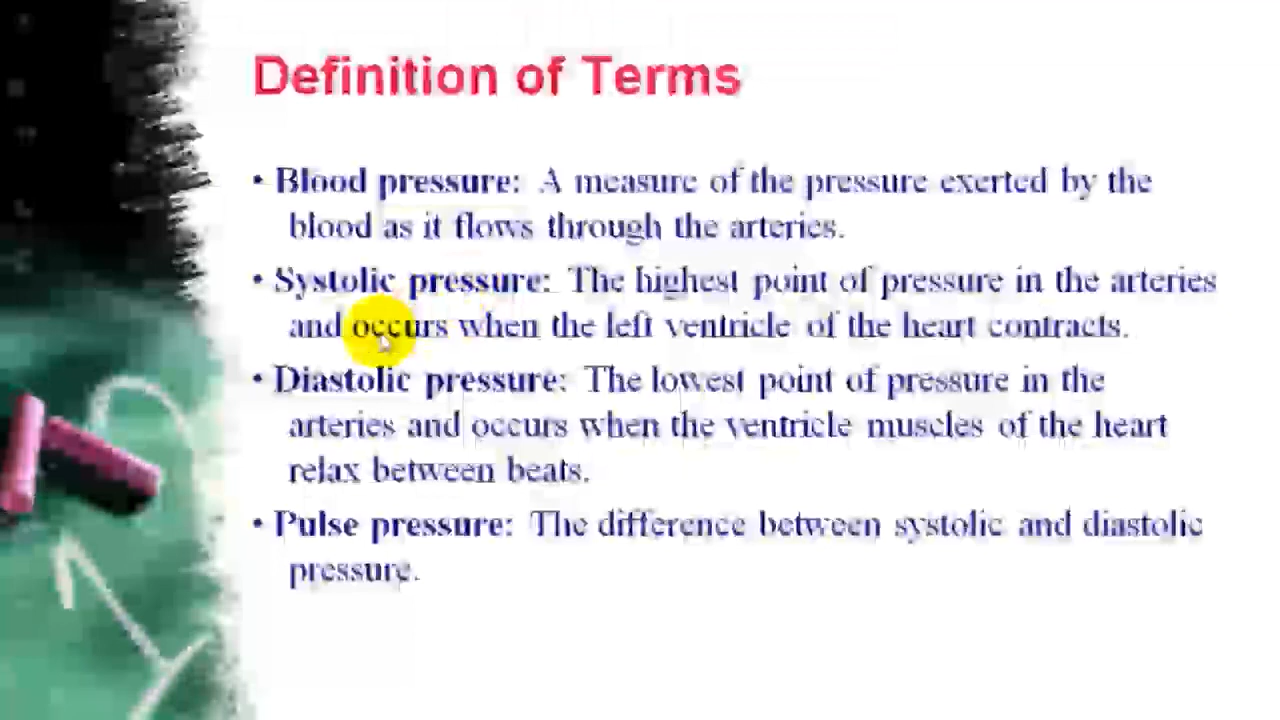 Definition of Terms
• Blood pressure: A measure of the pressure exerted by the
blood as it flows through the arteries.
• Systolic pressure: The highest point of pressure in the arteries
and occurs when the left ventricle of the heart contracts.
• Diastolic pressure: The lowest point of pressure in the
arteries and occurs when the ventricle muscles of the heart
relax between beats.
• Pulse pressure: The difference between systolic and diastolic
pressure.